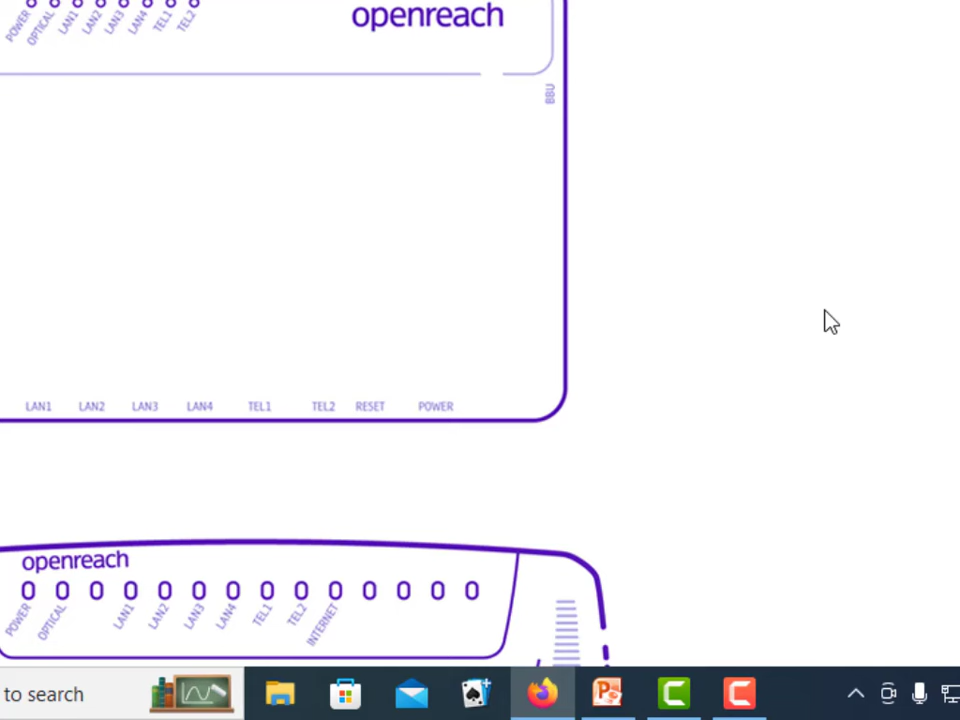 POWER OPTICAL LAN1 LAN2 LAN3 LAN4 TEL1 TEL2
openreach
BBU
LAN1 LAN2 LAN3 LAN4 TEL1 TEL2 RESET POWER
openreach
POWER OPTICAL LAN1 LAN2 LAN3 LAN4 TEL1 TEL2 INTERNET
to search